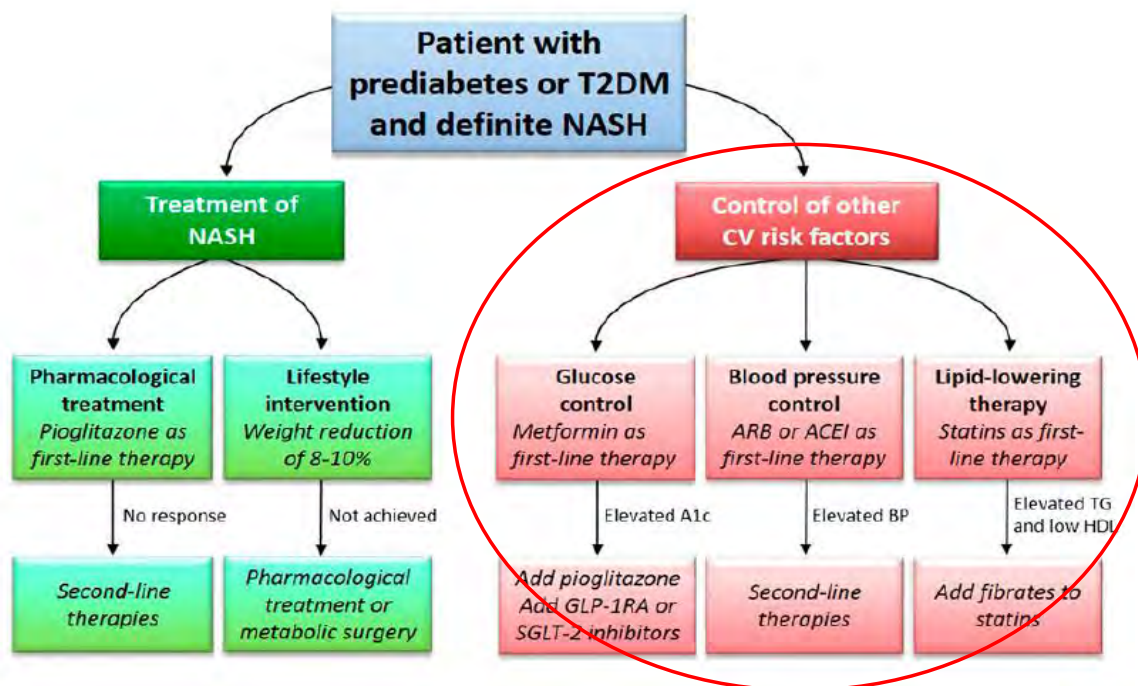 Patient with
prediabetes or T2DM
and definite NASH
Treatment of
NASH
Control of other
CV risk factors
Pharmacological
treatment
Pioglitazone as
first-line therapy
Lifestyle
intervention
Weight reduction
of 8-10%
Glucose
control
Metformin as
first-line therapy
Blood pressure
control
ARB or ACEI as
first-line therapy
Lipid-lowering
therapy
Statins as first-
line therapy
No response
Not achieved
Elevated A1c
Elevated BP
Elevated TG
and low HDL
Second-line
therapies
Pharmacological
treatment or
metabolic surgery
Add pioglitazone
Add GLP-1RA or
SGLT-2 inhibitors
Second-line
therapies
Add fibrates to
statins